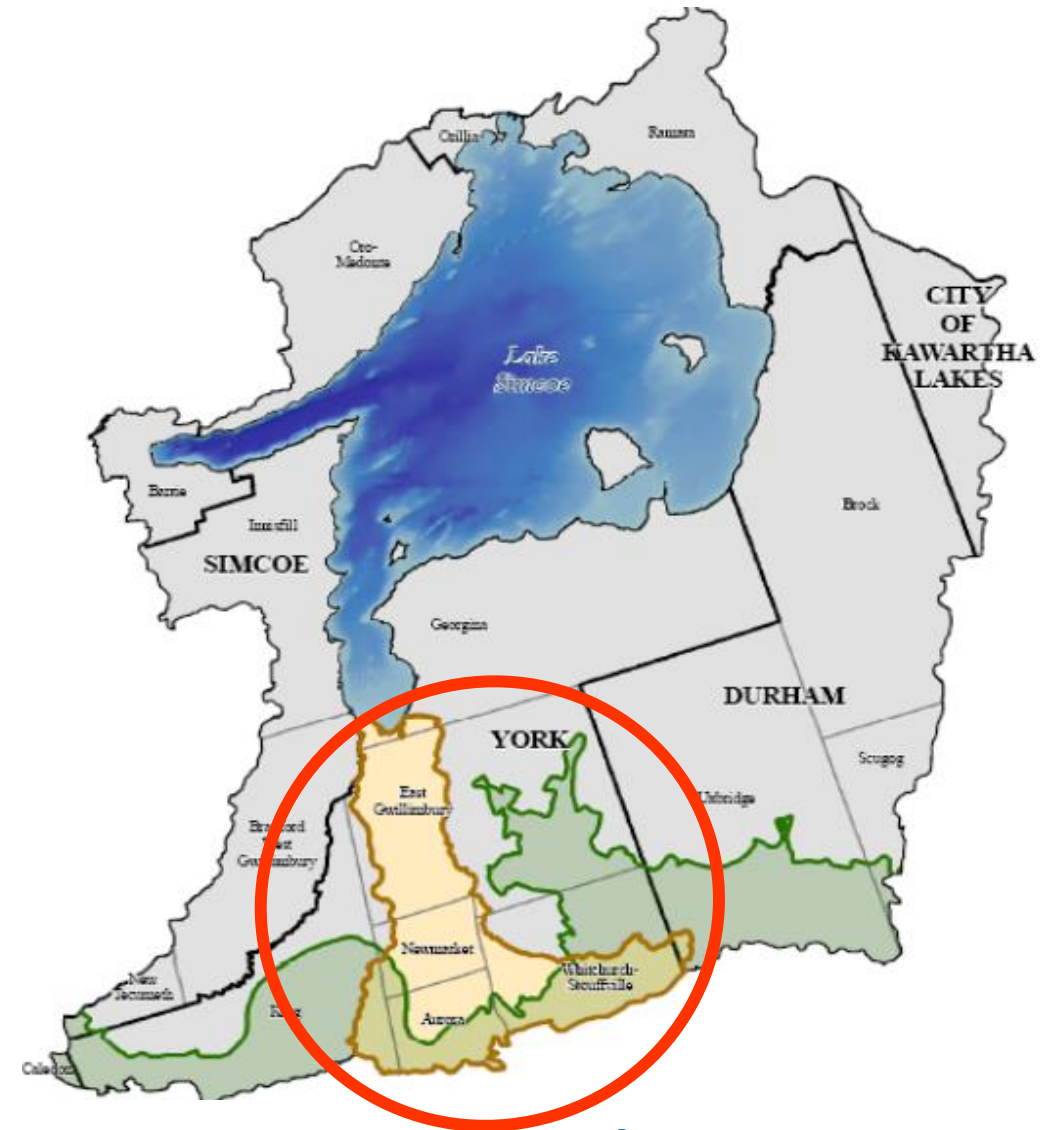 Orillia
Ramara
Oro-
Medonte
CITY
OF
KAWARTHA
LAKES
Lake
Simcoe
Barrie
Innisfil
Brock
SIMCOE
Georgina
DURHAM
YORK
Scugog
East
Gwillimbury
Uxbridge
Bradford
West
Gwillimbury
Newmarket
Whitchurch-
Stouffville
New
Tecumseth
King
Aurora
Caledon